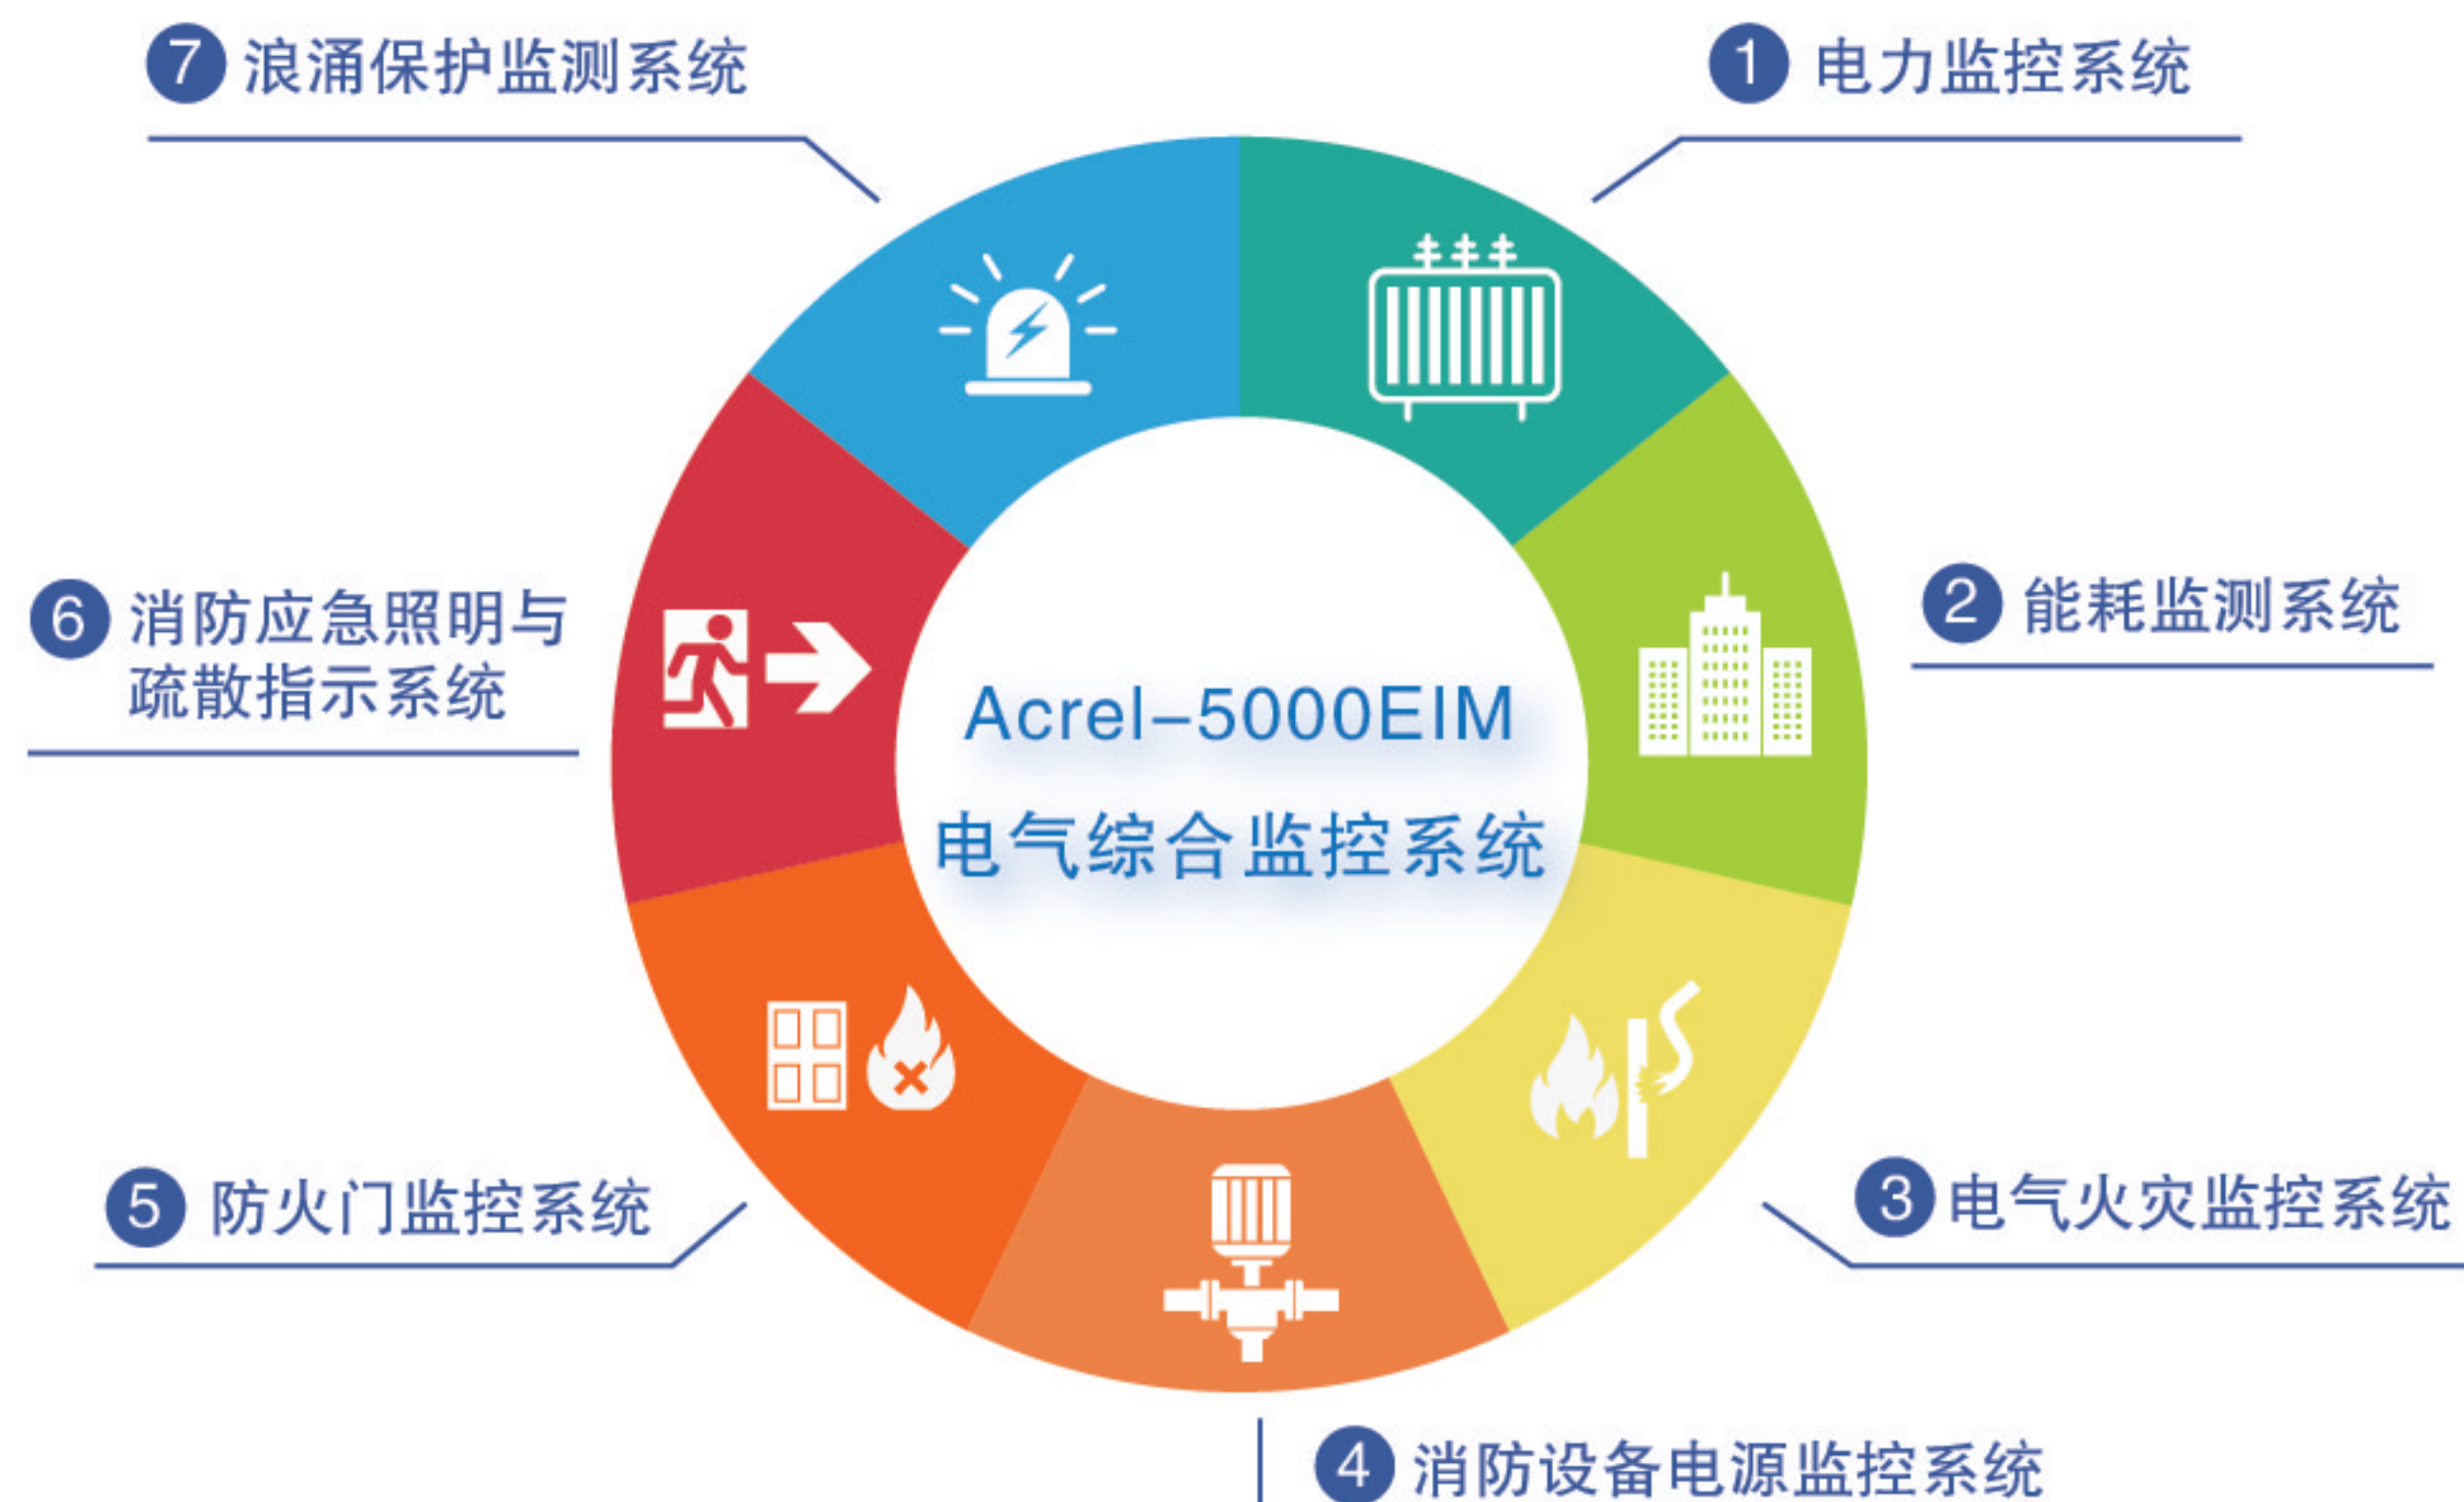 7 浪涌保护监测系统
1 电力监控系统
6 消防应急照明与
疏散指示系统
2 能耗监测系统
Acrel–5000EIM
电气综合监控系统
5 防火门监控系统
3 电气火灾监控系统
4 消防设备电源监控系统